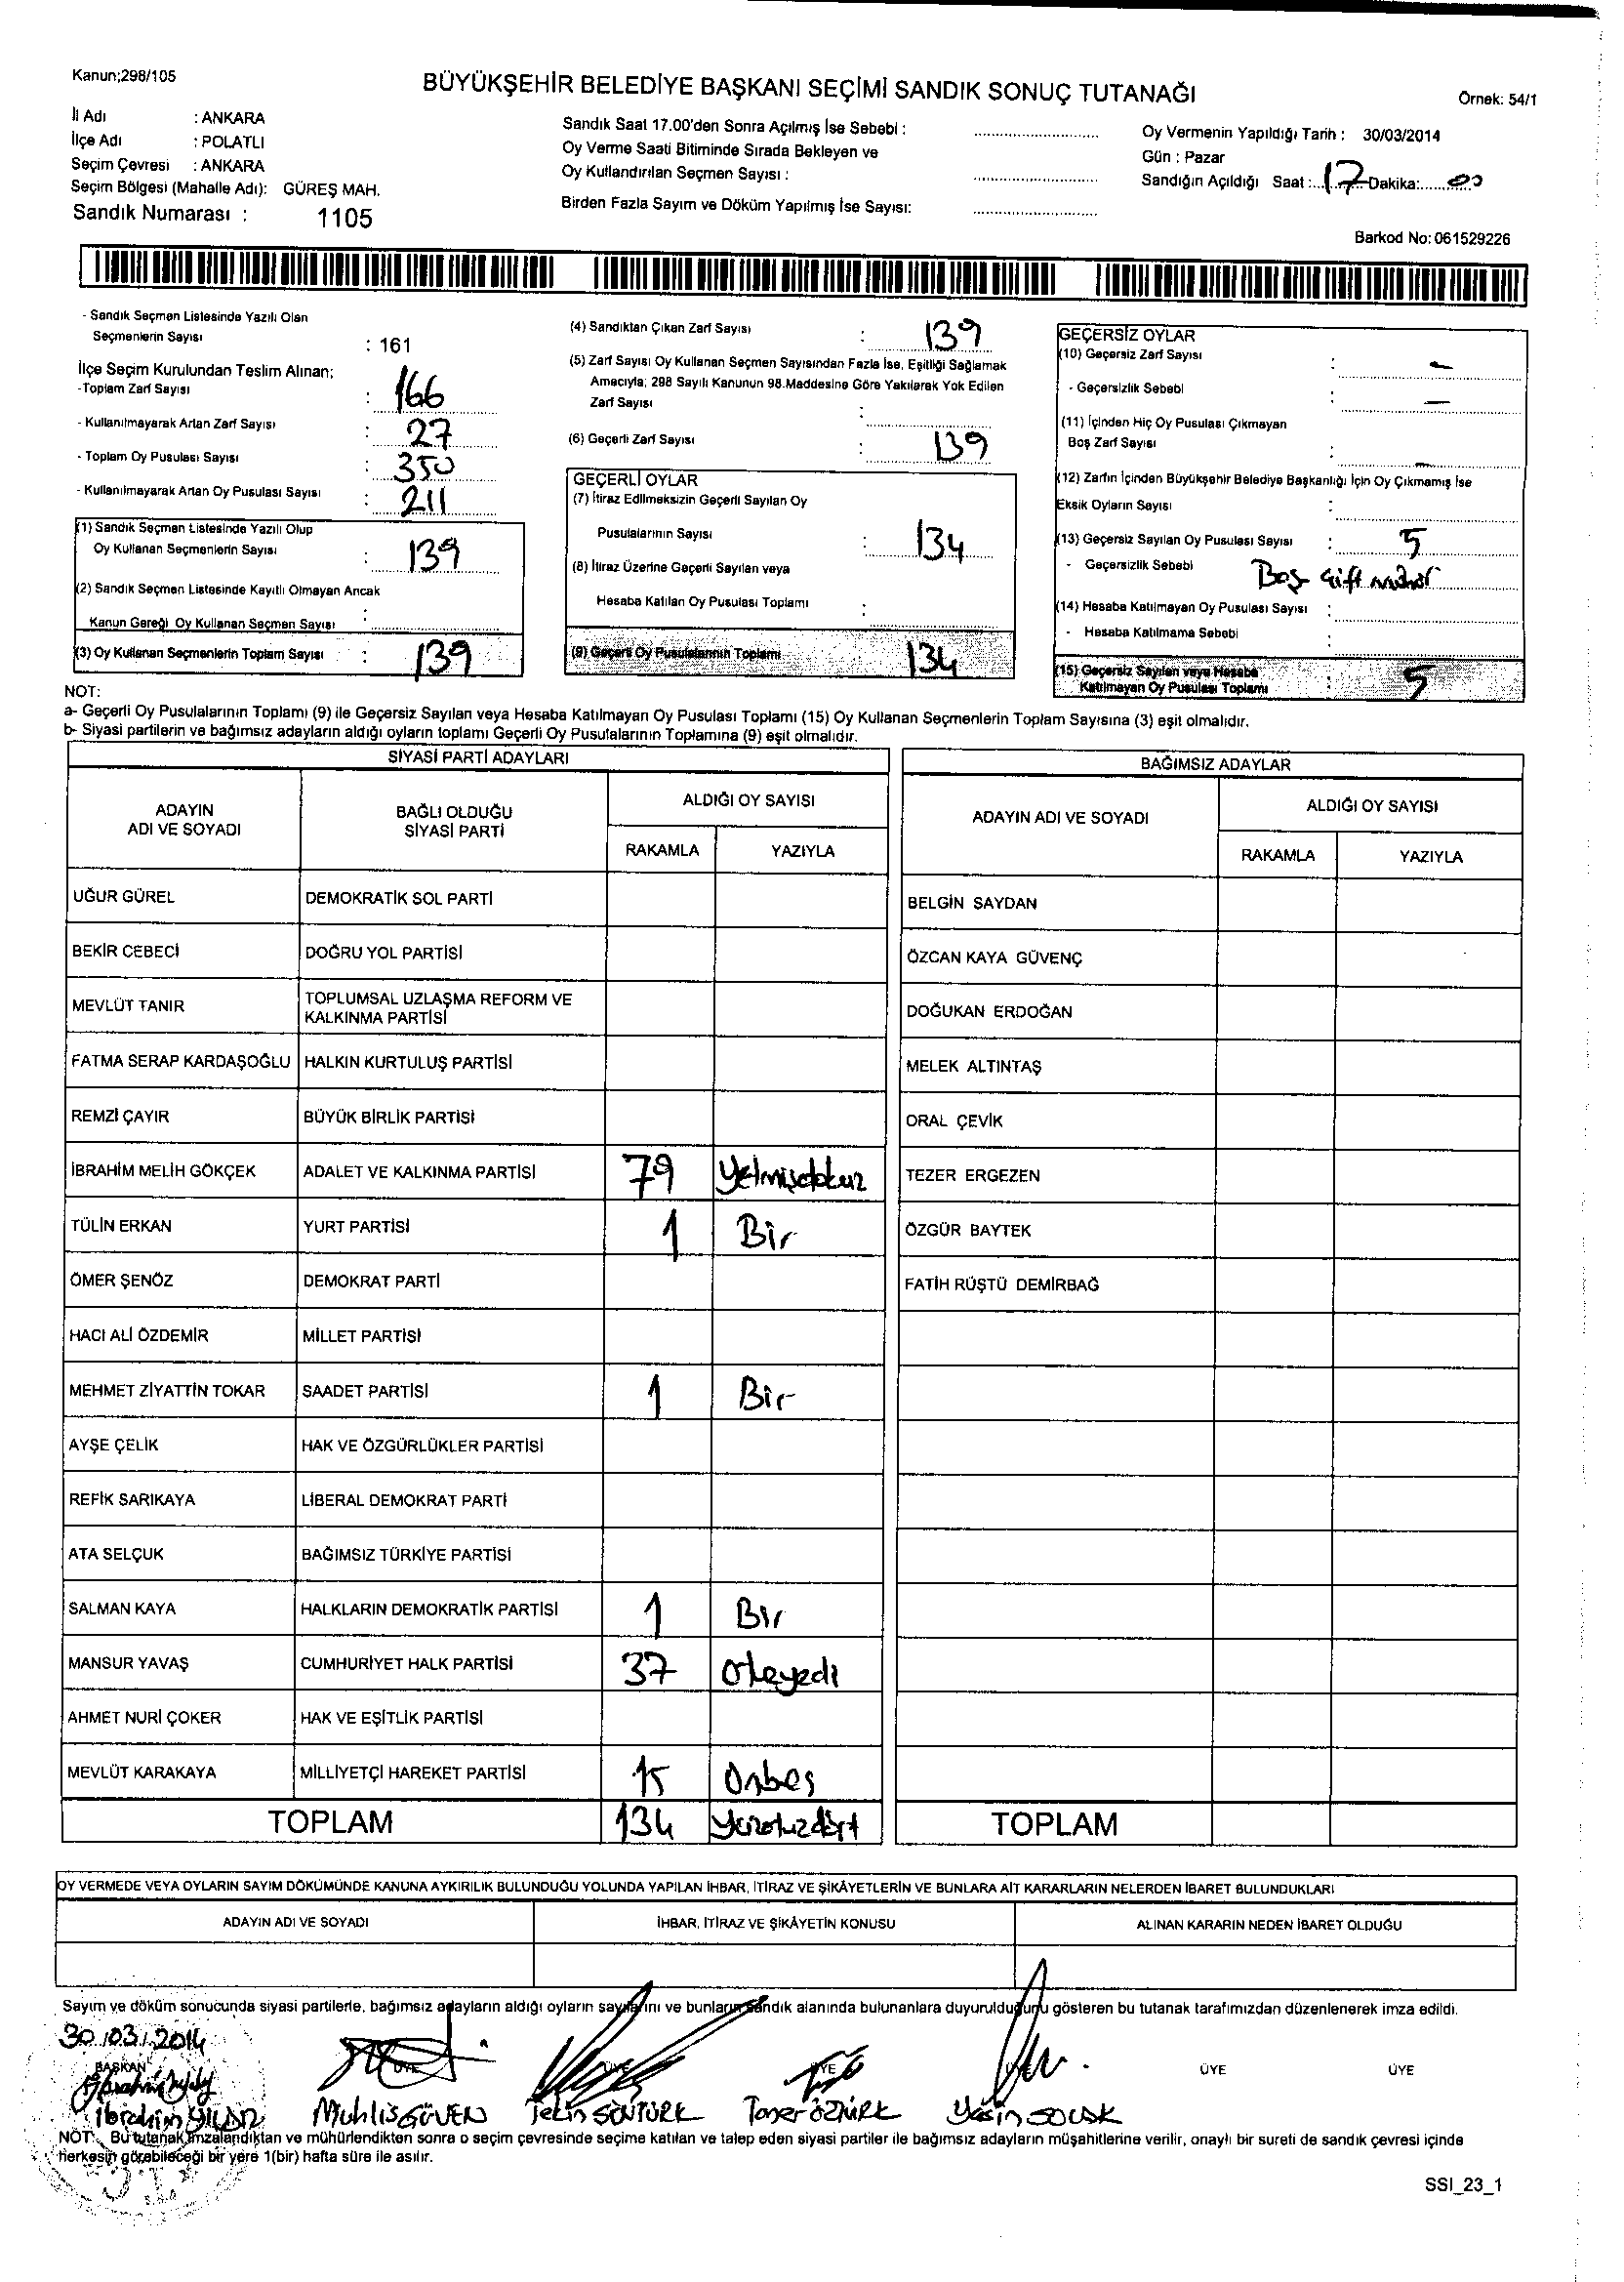 Kanun;298/105
BÜYÜKŞEHİR BELEDİYE BAŞKANI SEÇİMİ SANDIK SONUÇ TUTANAĞI
Örnek: 54/1
İl Adı : ANKARA
İlçe Adı : POLATLI
Seçim Çevresi : ANKARA
Seçim Bölgesi (Mahalle Adı): GÜREŞ MAH.
Sandık Numarası : 1105
Sandık Saat 17.00'den Sonra Açılmış İse Sebebi :
Oy Verme Saati Bitiminde Sırada Bekleyen ve
Oy Kullandırılan Seçmen Sayısı :
Birden Fazla Sayım ve Döküm Yapılmış İse Sayısı:
Oy Vermenin Yapıldığı Tarih : 30/03/2014
Gün : Pazar
Sandığın Açıldığı Saat :17 Dakika: 00
Barkod No: 061529226
- Sandık Seçmen Listesinde Yazılı Olan
Seçmenlerin Sayısı : 161
İlçe Seçim Kurulundan Teslim Alınan;
-Toplam Zarf Sayısı : 166
- Kullanılmayarak Artan Zarf Sayısı : 27
- Toplam Oy Pusulası Sayısı : 350
- Kullanılmayarak Artan Oy Pusulası Sayısı : 211
(1) Sandık Seçmen Listesinde Yazılı Olup
Oy Kullanan Seçmenlerin Sayısı : 139
(2) Sandık Seçmen Listesinde Kayıtlı Olmayan Ancak
Kanun Gereği Oy Kullanan Seçmen Sayısı :
(3) Oy Kullanan Seçmenlerin Toplam Sayısı : 139
(4) Sandıktan Çıkan Zarf Sayısı : 139
(5) Zarf Sayısı Oy Kullanan Seçmen Sayısından Fazla İse, Eşitliği Sağlamak
Amacıyla; 298 Sayılı Kanunun 98.Maddesine Göre Yakılarak Yok Edilen
Zarf Sayısı :
(6) Geçerli Zarf Sayısı : 139
GEÇERLİ OYLAR
(7) İtiraz Edilmeksizin Geçerli Sayılan Oy
Pusulalarının Sayısı : 134
(8) İtiraz Üzerine Geçerli Sayılan veya
Hesaba Katılan Oy Pusulası Toplamı :
(9) Geçerli Oy Pusulalarının Toplamı 134
GEÇERSİZ OYLAR
(10) Geçersiz Zarf Sayısı : -
- Geçersizlik Sebebi : -
(11) İçinden Hiç Oy Pusulası Çıkmayan
Boş Zarf Sayısı : -
(12) Zarfın İçinden Büyükşehir Belediye Başkanlığı İçin Oy Çıkmamış İse
Eksik Oyların Sayısı :
(13) Geçersiz Sayılan Oy Pusulası Sayısı : 5
- Geçersizlik Sebebi Boş çift mühür
(14) Hesaba Katılmayan Oy Pusulası Sayısı :
- Hesaba Katılmama Sebebi :
(15) Geçersiz Sayılan veya Hesaba
Katılmayan Oy Pusulası Toplamı : 5
NOT:
a- Geçerli Oy Pusulalarının Toplamı (9) ile Geçersiz Sayılan veya Hesaba Katılmayan Oy Pusulası Toplamı (15) Oy Kullanan Seçmenlerin Toplam Sayısına (3) eşit olmalıdır.
b- Siyasi partilerin ve bağımsız adayların aldığı oyların toplamı Geçerli Oy Pusulalarının Toplamına (9) eşit olmalıdır.
SİYASİ PARTİ ADAYLARI
ADAYIN ADI VE SOYADI
BAĞLI OLDUĞU SİYASİ PARTİ
ALDIĞI OY SAYISI
RAKAMLA YAZIYLA
UĞUR GÜREL DEMOKRATİK SOL PARTİ
BEKİR CEBECİ DOĞRU YOL PARTİSİ
MEVLÜT TANIR TOPLUMSAL UZLAŞMA REFORM VE
KALKINMA PARTİSİ
FATMA SERAP KARDAŞOĞLU HALKIN KURTULUŞ PARTİSİ
REMZİ ÇAYIR BÜYÜK BİRLİK PARTİSİ
İBRAHİM MELİH GÖKÇEK ADALET VE KALKINMA PARTİSİ 79 Yetmişdokuz
TÜLİN ERKAN YURT PARTİSİ 1 Bir
ÖMER ŞENÖZ DEMOKRAT PARTİ
HACI ALİ ÖZDEMİR MİLLET PARTİSİ
MEHMET ZİYATTİN TOKAR SAADET PARTİSİ 1 Bir
AYŞE ÇELİK HAK VE ÖZGÜRLÜKLER PARTİSİ
REFİK SARIKAYA LİBERAL DEMOKRAT PARTİ
ATA SELÇUK BAĞIMSIZ TÜRKİYE PARTİSİ
SALMAN KAYA HALKLARIN DEMOKRATİK PARTİSİ 1 Bir
MANSUR YAVAŞ CUMHURİYET HALK PARTİSİ 37 Otuzyedi
AHMET NURİ ÇOKER HAK VE EŞİTLİK PARTİSİ
MEVLÜT KARAKAYA MİLLİYETÇİ HAREKET PARTİSİ 15 Onbeş
TOPLAM 134 Yüzotuzdört
BAĞIMSIZ ADAYLAR
ADAYIN ADI VE SOYADI
ALDIĞI OY SAYISI
RAKAMLA YAZIYLA
BELGİN SAYDAN
ÖZCAN KAYA GÜVENÇ
DOĞUKAN ERDOĞAN
MELEK ALTINTAŞ
ORAL ÇEVİK
TEZER ERGEZEN
ÖZGÜR BAYTEK
FATİH RÜŞTÜ DEMİRBAĞ
TOPLAM
OY VERMEDE VEYA OYLARIN SAYIM DÖKÜMÜNDE KANUNA AYKIRILIK BULUNDUĞU YOLUNDA YAPILAN İHBAR, İTİRAZ VE ŞİKÂYETLERİN VE BUNLARA AİT KARARLARIN NELERDEN İBARET BULUNDUKLARI
ADAYIN ADI VE SOYADI İHBAR, İTİRAZ VE ŞİKÂYETİN KONUSU ALINAN KARARIN NEDEN İBARET OLDUĞU
Sayım ve döküm sonucunda siyasi partilerle, bağımsız adayların aldığı oyların sayılarını ve bunların sandık alanında bulunanlara duyurulduğunu gösteren bu tutanak tarafımızdan düzenlenerek imza edildi.
30.03.2014
BAŞKAN ÜYE ÜYE ÜYE ÜYE ÜYE ÜYE
İbrahim Muhlis GÜVEN Tekin SENTÜRK Taner ÖZTÜRK Yasin
NOT: Bu tutanak imzalandıktan ve mühürlendikten sonra o seçim çevresinde seçime katılan ve talep eden siyasi partiler ile bağımsız adayların müşahitlerine verilir, onaylı bir sureti de sandık çevresi içinde
herkesin görebileceği bir yere 1(bir) hafta süre ile asılır.
SSI_23_1